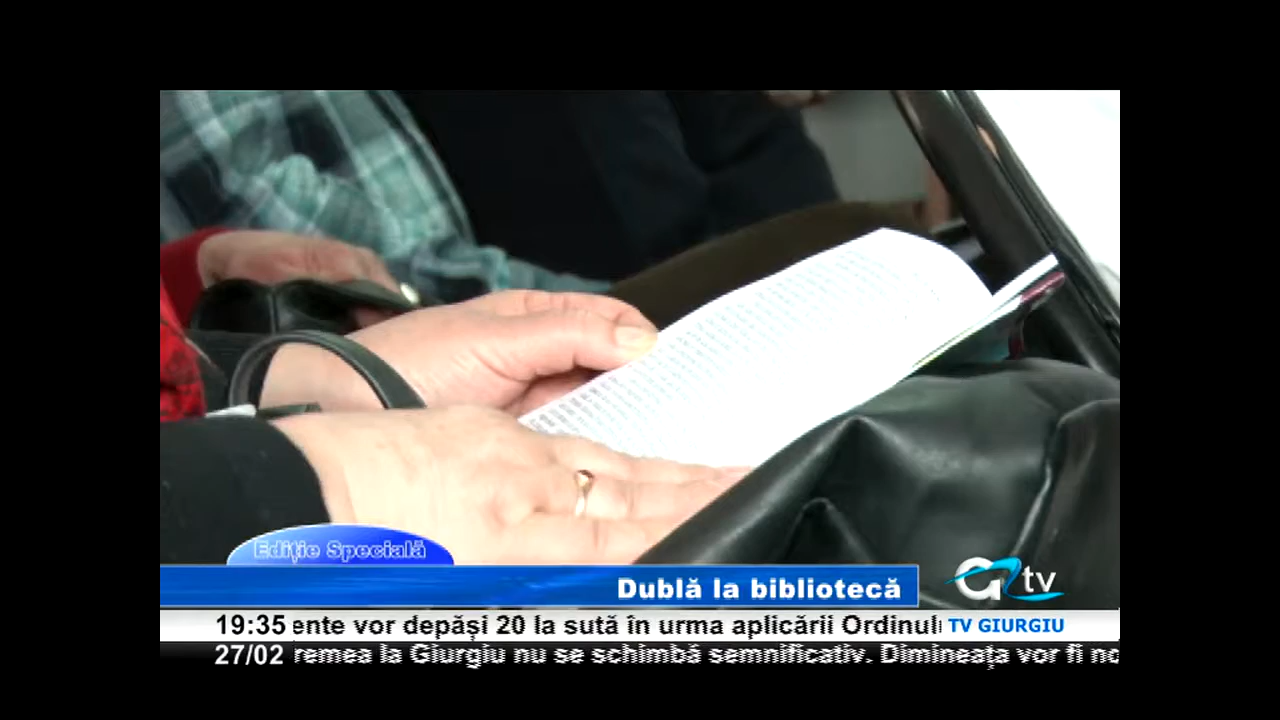 Ediție Specială
Dublă la bibliotecă
G tv
19:35 ente vor depăși 20 la sută în urma aplicării Ordinul TV GIURGIU
27/02 remea la Giurgiu nu se schimbă semnificativ. Dimineața vor fi